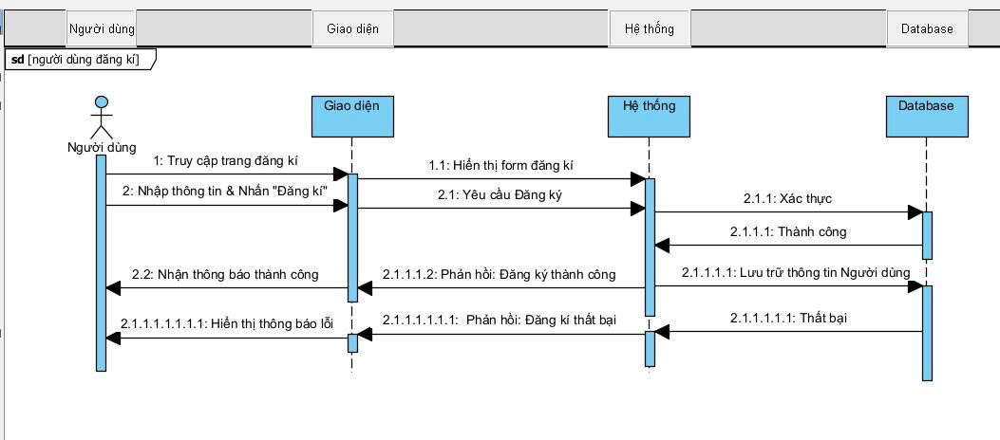 Người dùng
Giao diện
Hệ thống
Database
sd [người dùng đăng kí]
Giao diện
Hệ thống
Database
Người dùng
1: Truy cập trang đăng kí
1.1: Hiển thị form đăng kí
2: Nhập thông tin & Nhấn "Đăng kí"
2.1: Yêu cầu Đăng ký
2.1.1: Xác thực
2.1.1.1: Thành công
2.2: Nhận thông báo thành công
2.1.1.1.2: Phản hồi: Đăng ký thành công
2.1.1.1.1: Lưu trữ thông tin Người dùng
2.1.1.1.1.1.1.1: Hiển thị thông báo lỗi
2.1.1.1.1.1.1: Phản hồi: Đăng kí thất bại
2.1.1.1.1.1: Thất bại